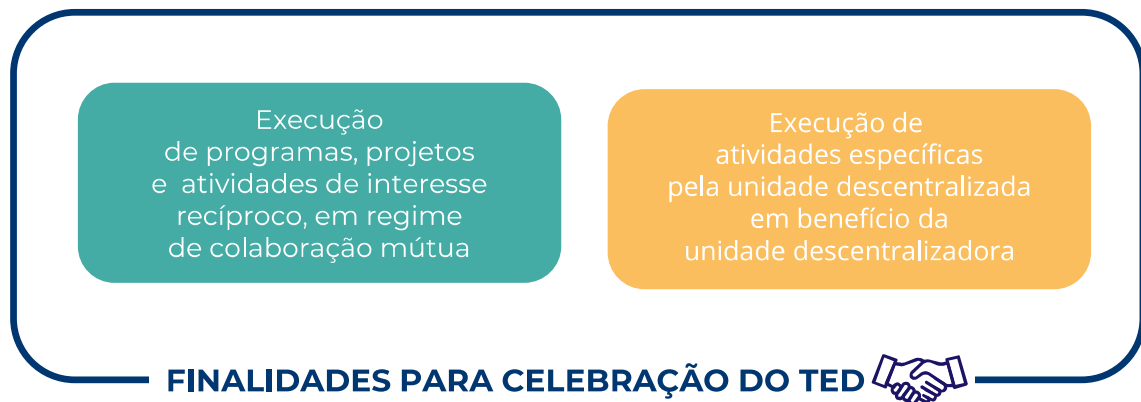 Execução
de programas, projetos
e atividades de interesse
recíproco, em regime
de colaboração mútua
Execução de
atividades específicas
pela unidade descentralizada
em benefício da
unidade descentralizadora
FINALIDADES PARA CELEBRAÇÃO DO TED